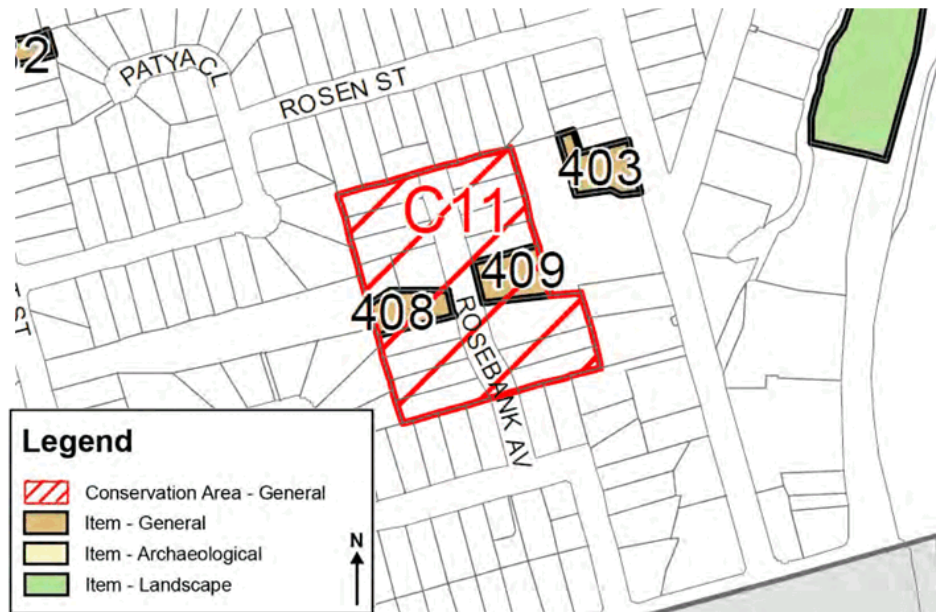 2
PATYA CL
ROSEN ST
403
C11
409
408
ST
ROSEBANK AV
Legend
Conservation Area - General
Item - General
Item - Archaeological
Item - Landscape
N